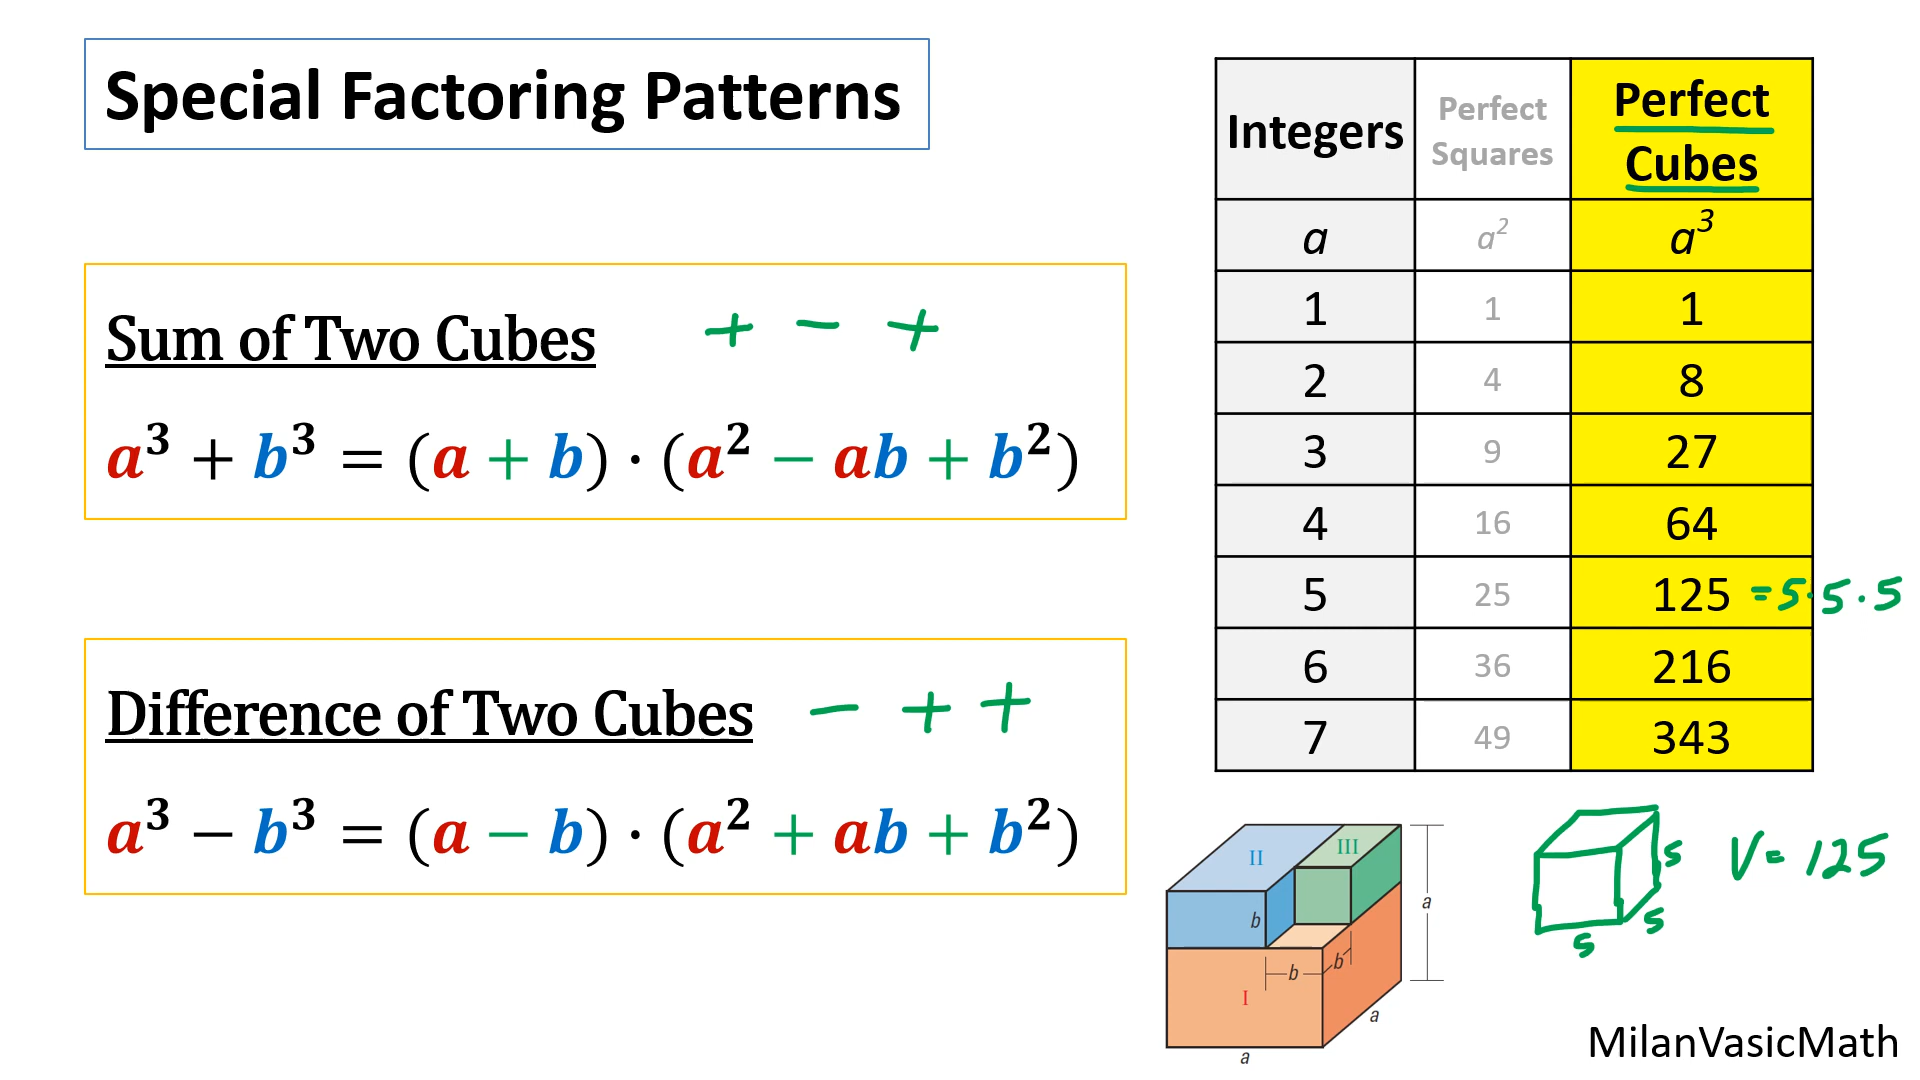 Special Factoring Patterns
Sum of Two Cubes + − +
a³ + b³ = (a + b) · (a² − ab + b²)
Difference of Two Cubes − + +
a³ − b³ = (a − b) · (a² + ab + b²)
Integers Perfect Squares Perfect Cubes
a a² a³
1 1 1
2 4 8
3 9 27
4 16 64
5 25 125 = 5·5·5
6 36 216
7 49 343
II III
b a
b b
I
a
a
5
5
5
V = 125
MilanVasicMath